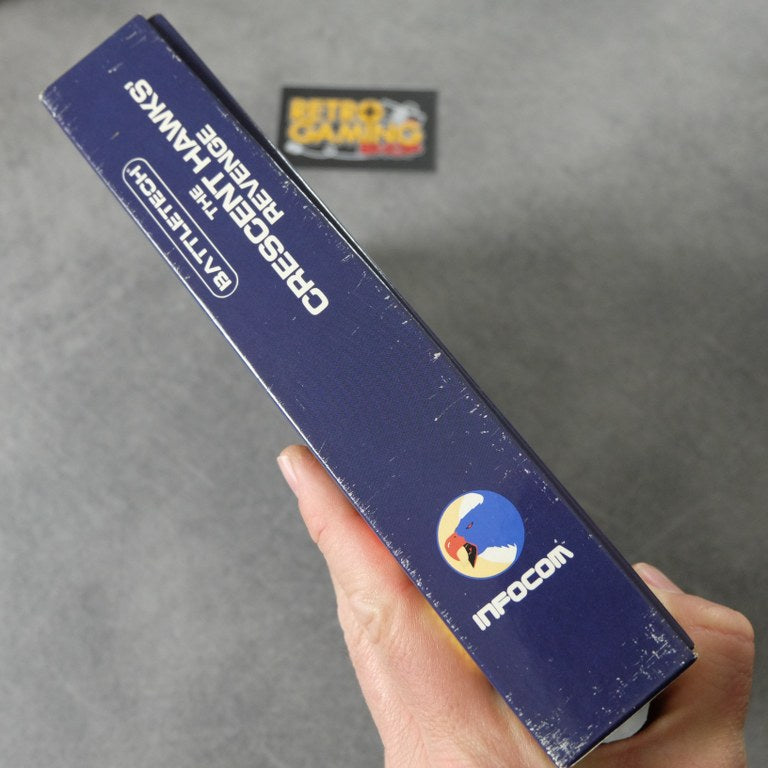 BATTLETECH
THE
CRESCENT HAWKS'
REVENGE
INFOCOM
RETRO
GAMING